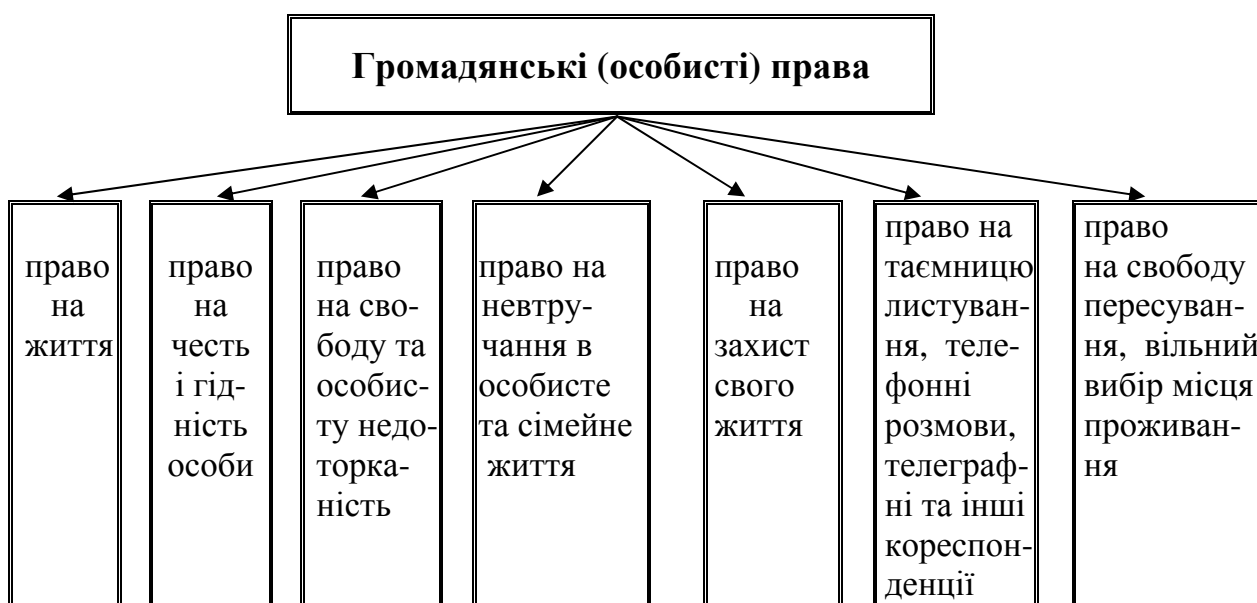 Громадянські (особисті) права
право
на
життя
право
на
честь
і гід-
ність
особи
право
на сво-
боду та
особис-
ту недо-
торка-
ність
право на
невтру-
чання в
особисте
та сімейне
життя
право
на
захист
свого
життя
право на
таємницю
листуван-
ня, теле-
фонні
розмови,
телеграф-
ні та інші
кореспон-
денції
право
на свободу
пересуван-
ня, вільний
вибір місця
проживан-
ня